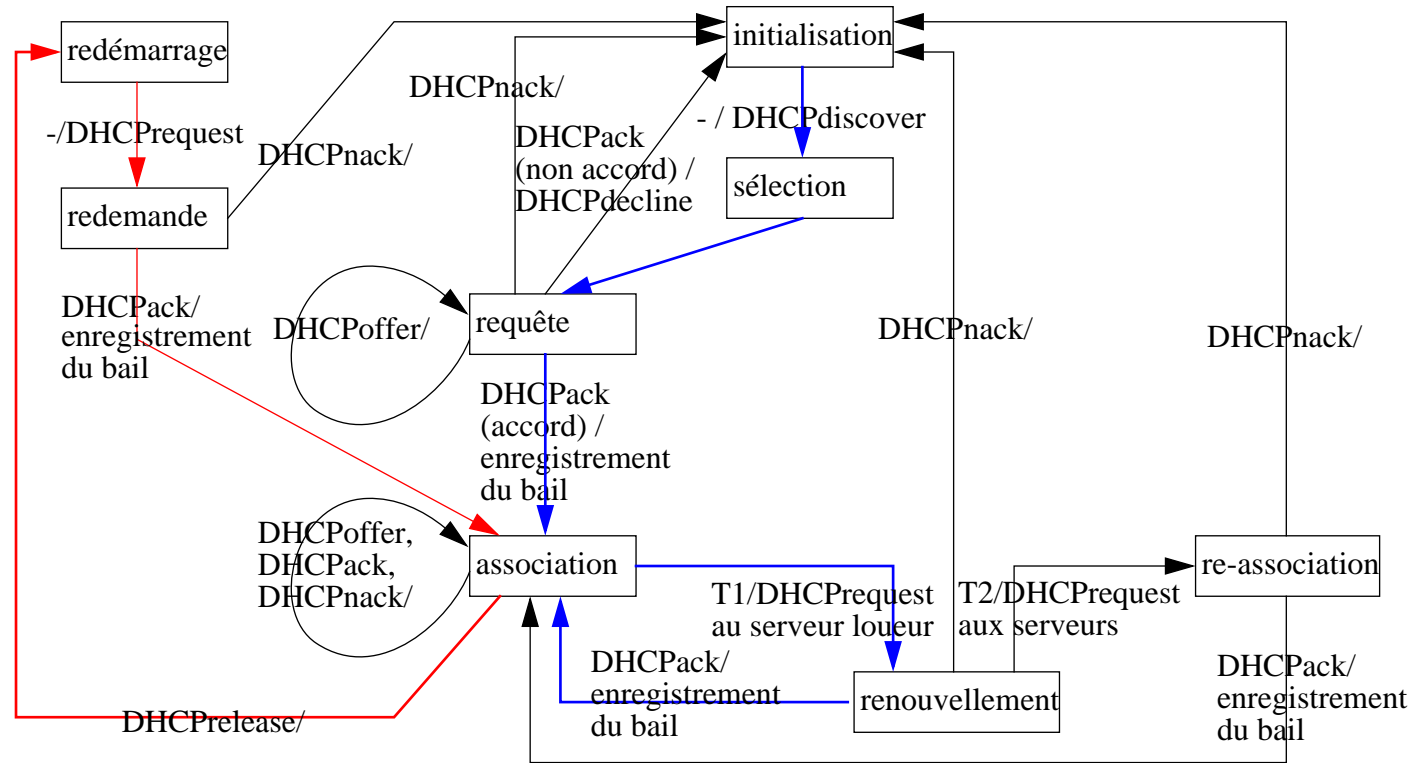 redémarrage
initialisation
DHCPnack/
-/DHCPrequest
DHCPnack/
DHCPack
(non accord) /
DHCPdecline
- / DHCPdiscover
sélection
redemande
DHCPack/
enregistrement
du bail
DHCPoffer/
requête
DHCPnack/
DHCPnack/
DHCPack
(accord) /
enregistrement
du bail
DHCPoffer,
DHCPack,
DHCPnack/
association
re-association
T1/DHCPrequest
au serveur loueur
T2/DHCPrequest
aux serveurs
DHCPack/
enregistrement
du bail
renouvellement
DHCPack/
enregistrement
du bail
DHCPrelease/